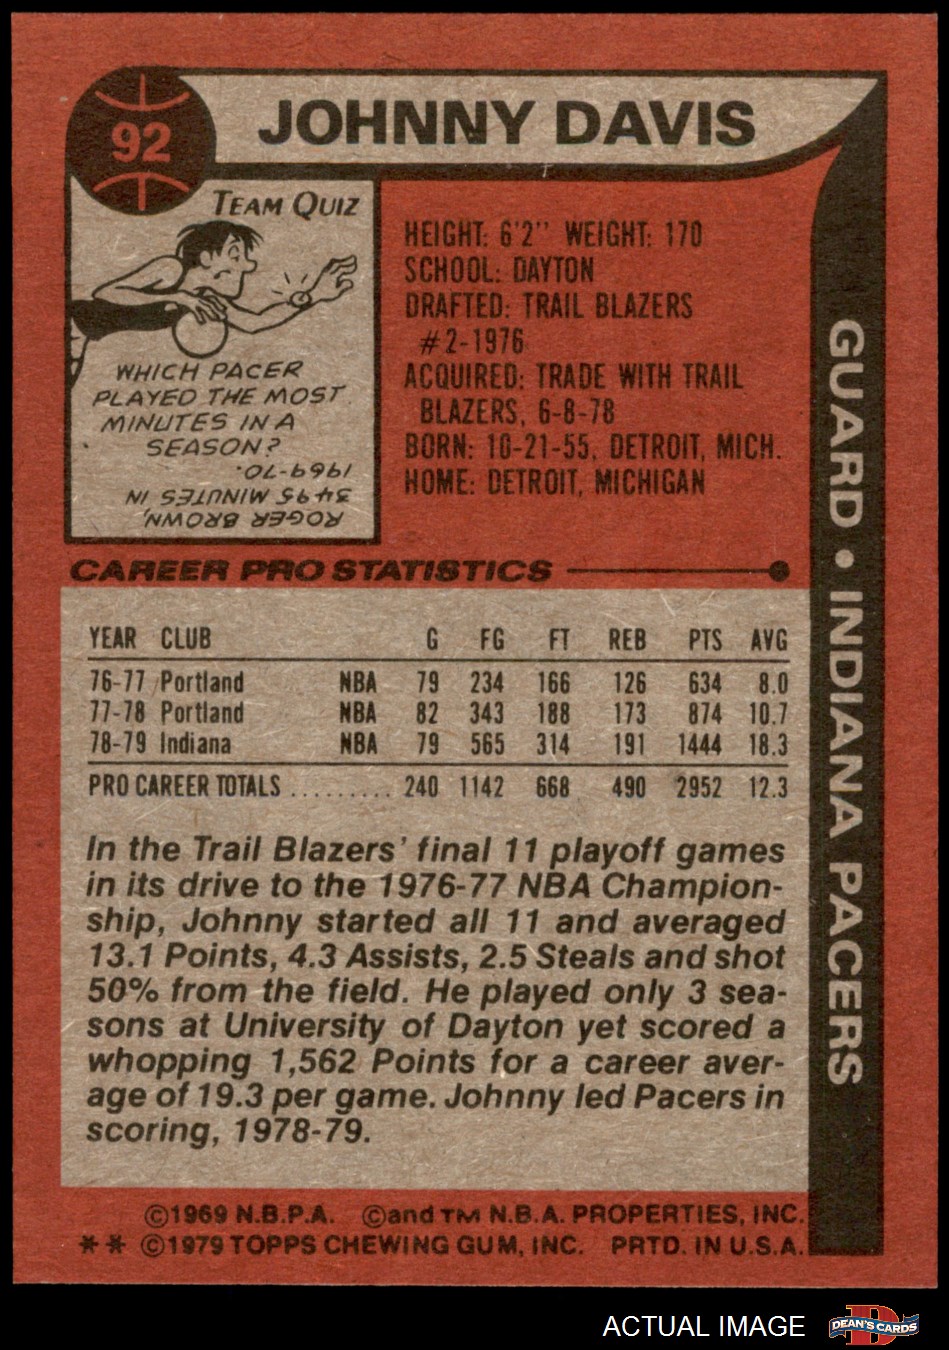 92
JOHNNY DAVIS
TEAM QUIZ
WHICH PACER
PLAYED THE MOST
MINUTES IN A
SEASON?
ROGER BROWN,
3495 MINUTES IN
1969-70.
HEIGHT: 6'2" WEIGHT: 170
SCHOOL: DAYTON
DRAFTED: TRAIL BLAZERS
#2-1976
ACQUIRED: TRADE WITH TRAIL
BLAZERS, 6-8-78
BORN: 10-21-55, DETROIT, MICH.
HOME: DETROIT, MICHIGAN
GUARD • INDIANA PACERS
CAREER PRO STATISTICS
YEAR CLUB G FG FT REB PTS AVG
76-77 Portland NBA 79 234 166 126 634 8.0
77-78 Portland NBA 82 343 188 173 874 10.7
78-79 Indiana NBA 79 565 314 191 1444 18.3
PRO CAREER TOTALS ......... 240 1142 668 490 2952 12.3
In the Trail Blazers' final 11 playoff games
in its drive to the 1976-77 NBA Champion-
ship, Johnny started all 11 and averaged
13.1 Points, 4.3 Assists, 2.5 Steals and shot
50% from the field. He played only 3 sea-
sons at University of Dayton yet scored a
whopping 1,562 Points for a career aver-
age of 19.3 per game. Johnny led Pacers in
scoring, 1978-79.
©1969 N.B.P.A. ©and TM N.B.A. PROPERTIES, INC.
** ©1979 TOPPS CHEWING GUM, INC. PRTD. IN U.S.A.
ACTUAL IMAGE
D
DEAN'S CARDS